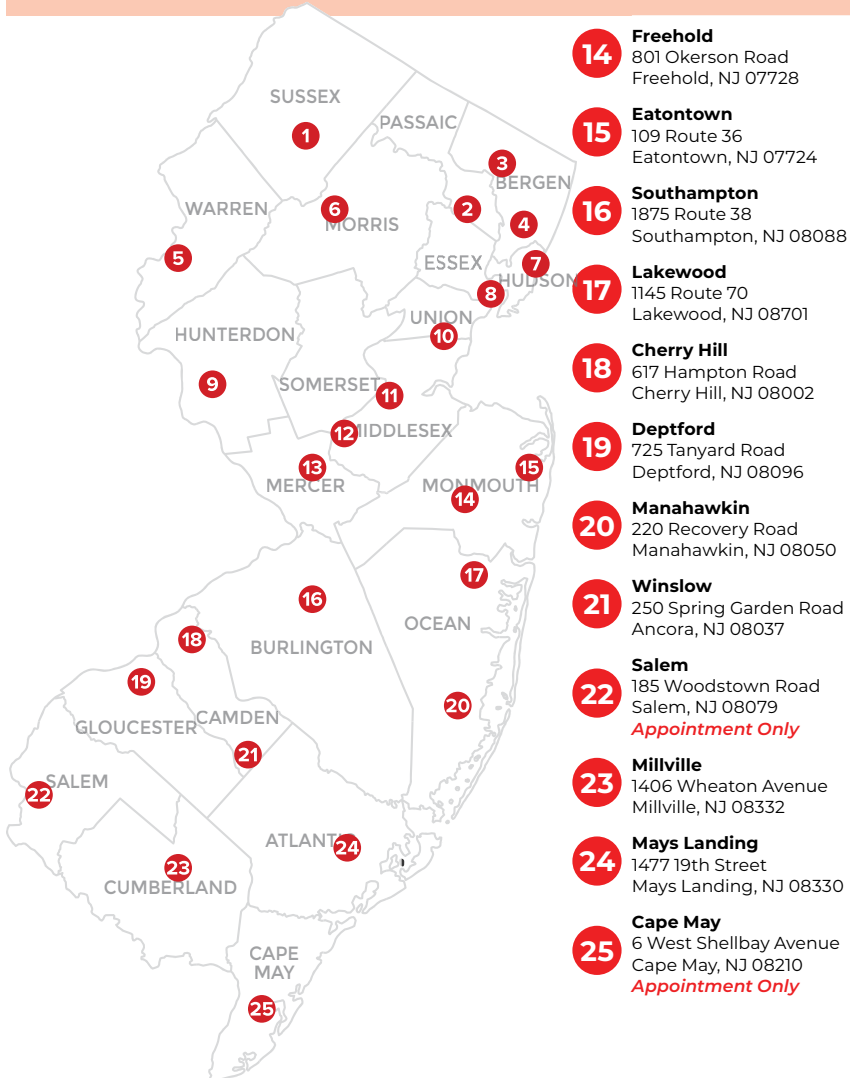 SUSSEX
1
PASSAIC
3
BERGEN
WARREN
6
MORRIS
2
4
5
ESSEX
7
HUDSON
8
UNION
10
HUNTERDON
9
SOMERSET
11
12
MIDDLESEX
13
MERCER
15
MONMOUTH
14
17
16
OCEAN
18
BURLINGTON
19
20
CAMDEN
GLOUCESTER
21
SALEM
22
ATLANTIC
24
23
CUMBERLAND
CAPE
MAY
25
14
Freehold
801 Okerson Road
Freehold, NJ 07728
15
Eatontown
109 Route 36
Eatontown, NJ 07724
16
Southampton
1875 Route 38
Southampton, NJ 08088
17
Lakewood
1145 Route 70
Lakewood, NJ 08701
18
Cherry Hill
617 Hampton Road
Cherry Hill, NJ 08002
19
Deptford
725 Tanyard Road
Deptford, NJ 08096
20
Manahawkin
220 Recovery Road
Manahawkin, NJ 08050
21
Winslow
250 Spring Garden Road
Ancora, NJ 08037
22
Salem
185 Woodstown Road
Salem, NJ 08079
Appointment Only
23
Millville
1406 Wheaton Avenue
Millville, NJ 08332
24
Mays Landing
1477 19th Street
Mays Landing, NJ 08330
25
Cape May
6 West Shellbay Avenue
Cape May, NJ 08210
Appointment Only